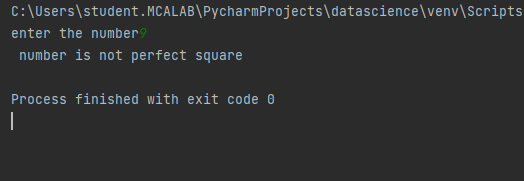 C:\Users\student.MCALAB\PycharmProjects\datascience\venv\Scripts
enter the number9
number is not perfect square
Process finished with exit code 0